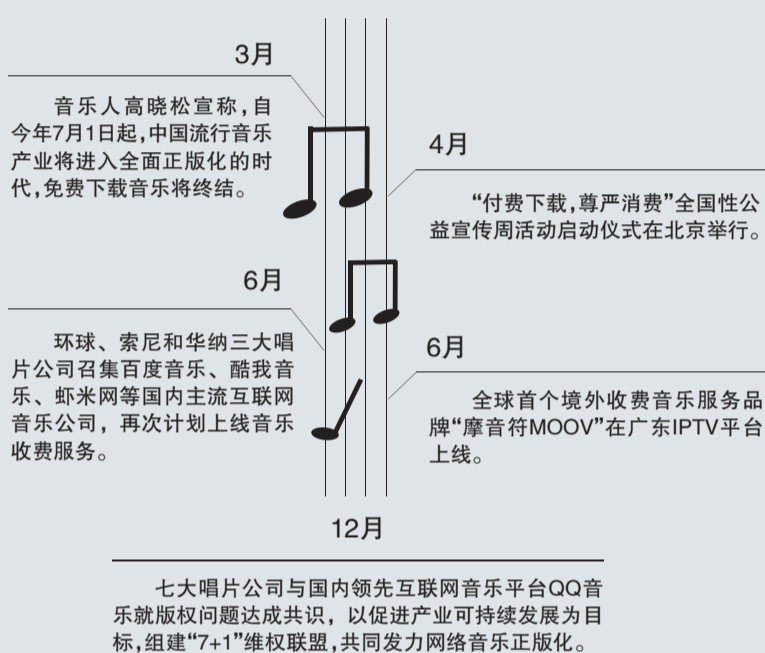 3月
音乐人高晓松宣称,自
今年7月1日起,中国流行音乐
产业将进入全面正版化的时
代,免费下载音乐将终结。
4月
“付费下载,尊严消费”全国性公
益宣传周活动启动仪式在北京举行。
6月
环球、索尼和华纳三大唱
片公司召集百度音乐、酷我音
乐、虾米网等国内主流互联网
音乐公司，再次计划上线音乐
收费服务。
6月
全球首个境外收费音乐服务品
牌“摩音符MOOV”在广东IPTV平台
上线。
12月
七大唱片公司与国内领先互联网音乐平台QQ音
乐就版权问题达成共识，以促进产业可持续发展为目
标,组建“7+1”维权联盟,共同发力网络音乐正版化。